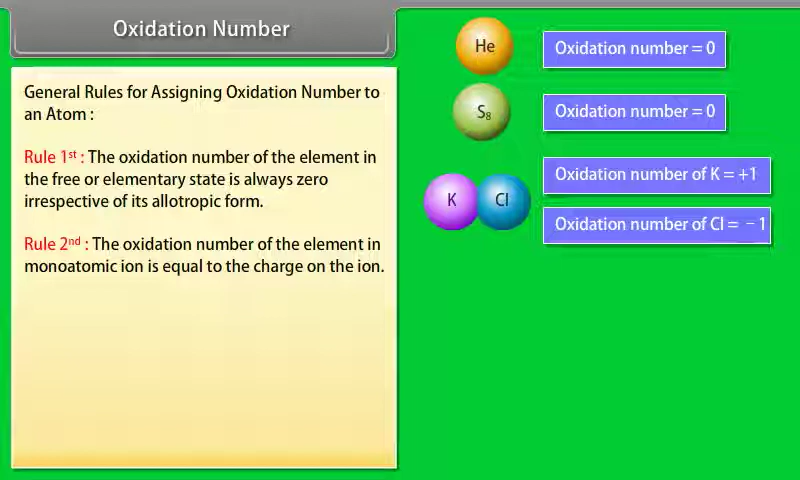 Oxidation Number
General Rules for Assigning Oxidation Number to
an Atom :
Rule 1st : The oxidation number of the element in
the free or elementary state is always zero
irrespective of its allotropic form.
Rule 2nd : The oxidation number of the element in
monoatomic ion is equal to the charge on the ion.
He
Oxidation number = 0
S8
Oxidation number = 0
K
Cl
Oxidation number of K = +1
Oxidation number of Cl = − 1